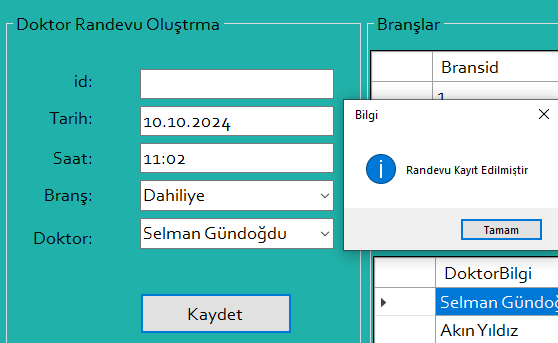 Doktor Randevu Oluştrma
id:
Tarih: 10.10.2024
Saat: 11:02
Branş: Dahiliye
Doktor: Selman Gündoğdu
Kaydet
Branşlar
Bransid
1
Bilgi
Randevu Kayıt Edilmiştir
Tamam
DoktorBilgi
Selman Gündoğ
Akın Yıldız